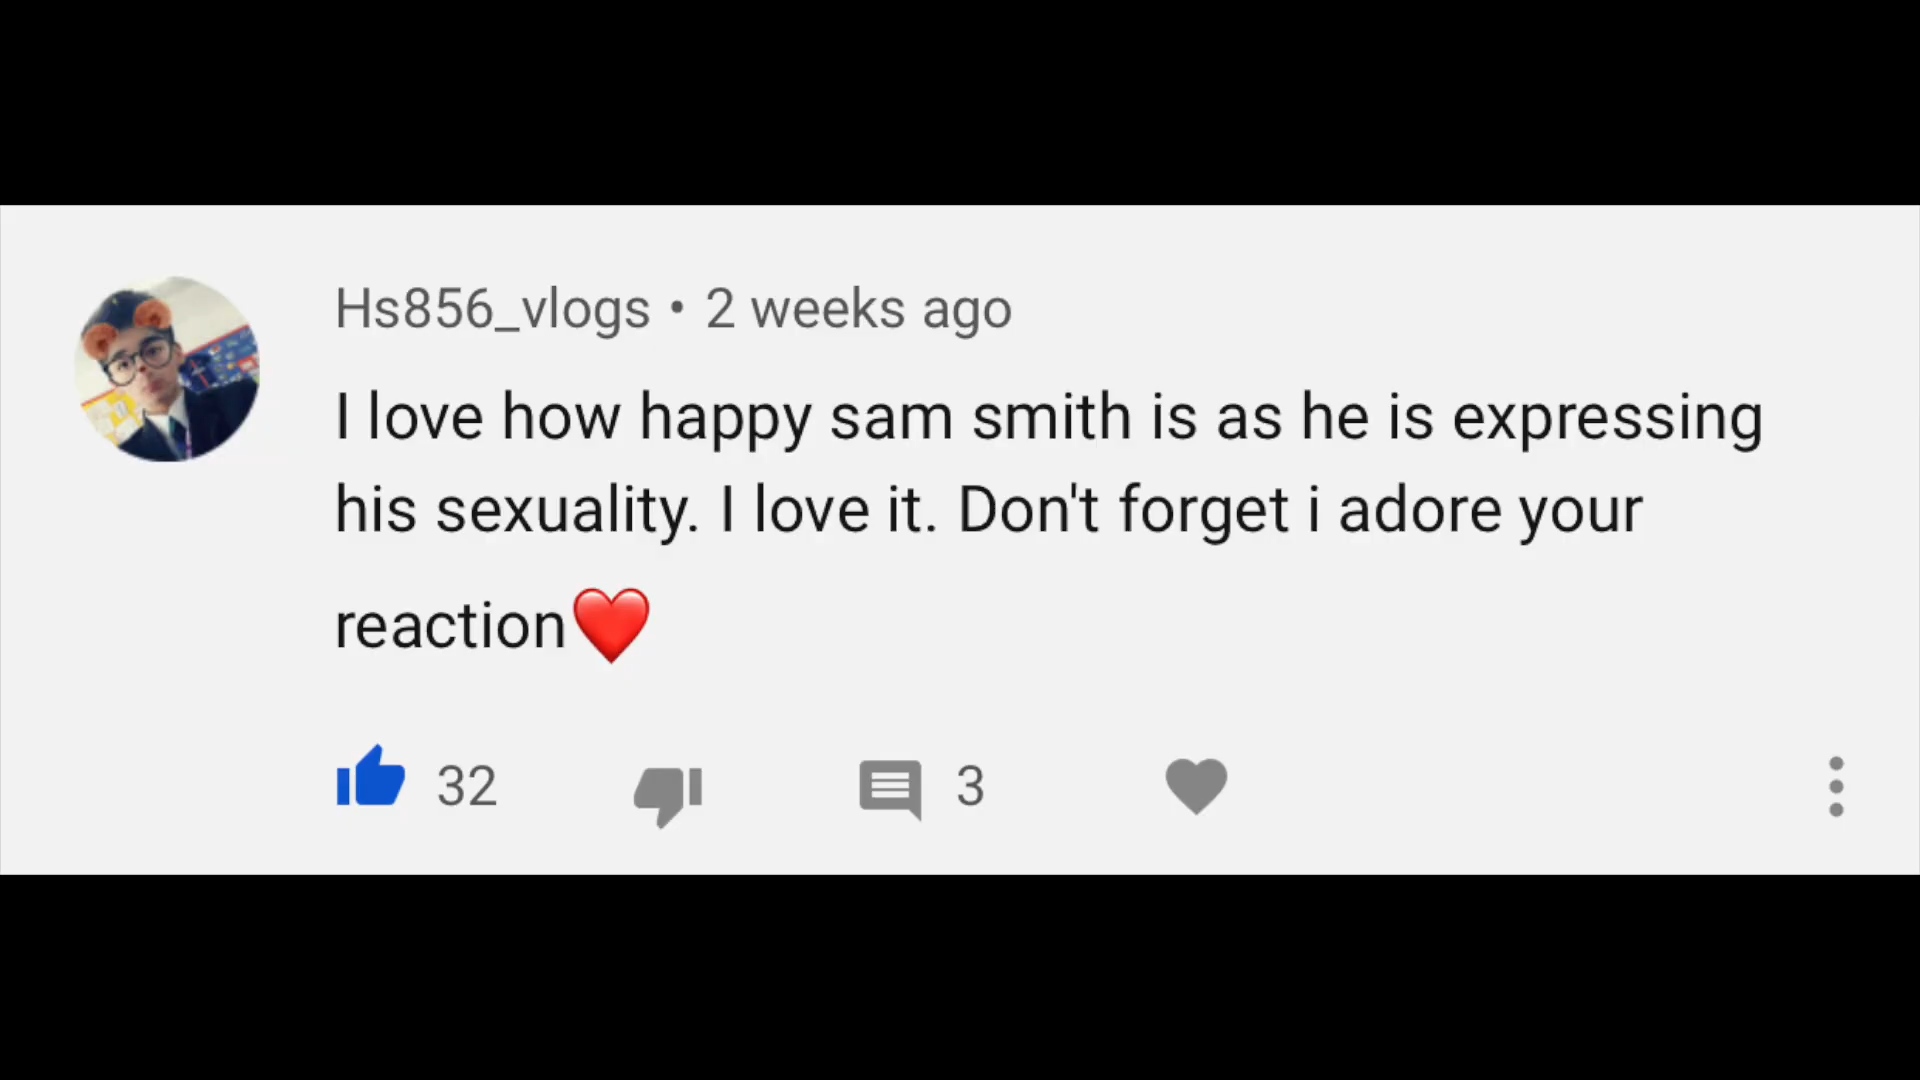 Hs856_vlogs • 2 weeks ago
I love how happy sam smith is as he is expressing
his sexuality. I love it. Don't forget i adore your
reaction❤️
32 3